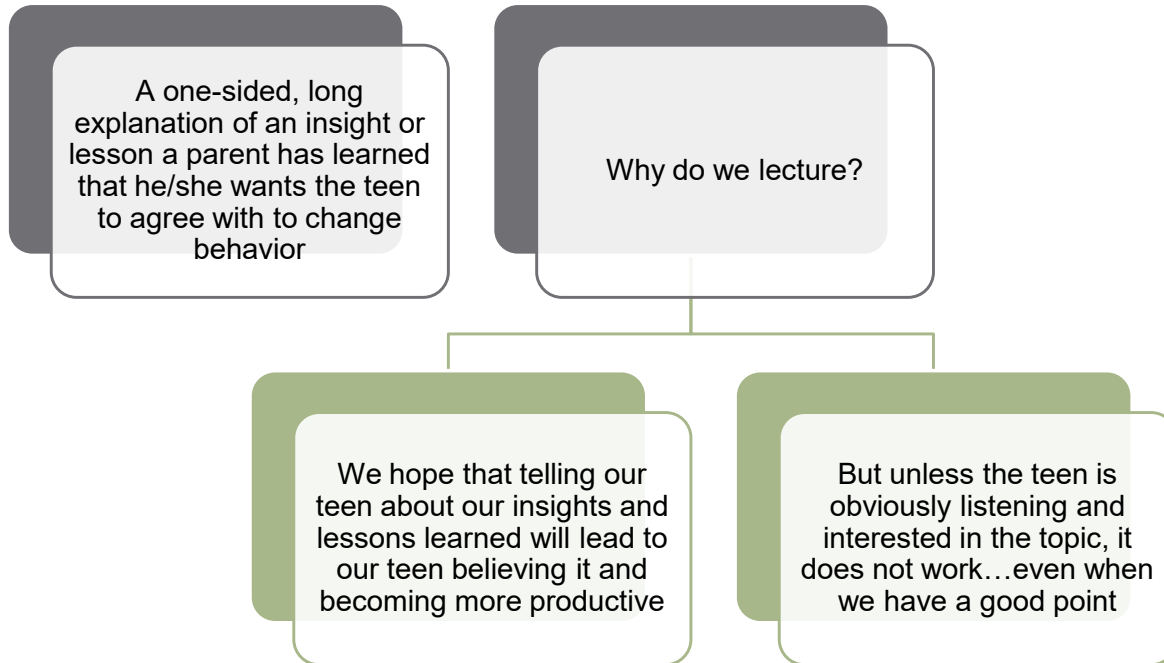 A one-sided, long
explanation of an insight or
lesson a parent has learned
that he/she wants the teen
to agree with to change
behavior
Why do we lecture?
We hope that telling our
teen about our insights and
lessons learned will lead to
our teen believing it and
becoming more productive
But unless the teen is
obviously listening and
interested in the topic, it
does not work…even when
we have a good point